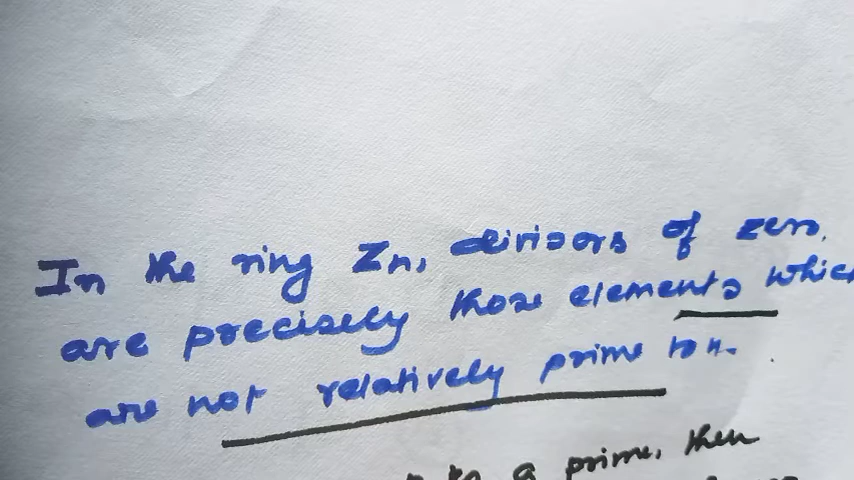 In the ring Zn, divisors of zero,
are precisely those elements which
are not relatively prime to n.
a prime, then